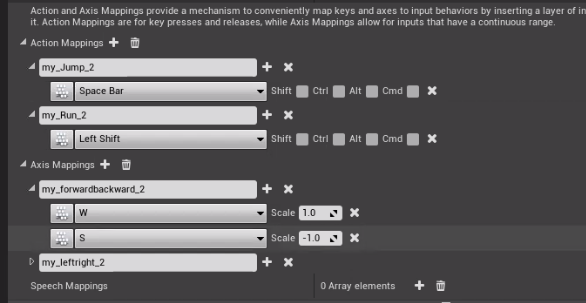 Action and Axis Mappings provide a mechanism to conveniently map keys and axes to input behaviors by inserting a layer of in
it. Action Mappings are for key presses and releases, while Axis Mappings allow for inputs that have a continuous range.
Action Mappings
my_Jump_2
Space Bar Shift Ctrl Alt Cmd
my_Run_2
Left Shift Shift Ctrl Alt Cmd
Axis Mappings
my_forwardbackward_2
W Scale 1.0
S Scale -1.0
my_leftright_2
Speech Mappings 0 Array elements